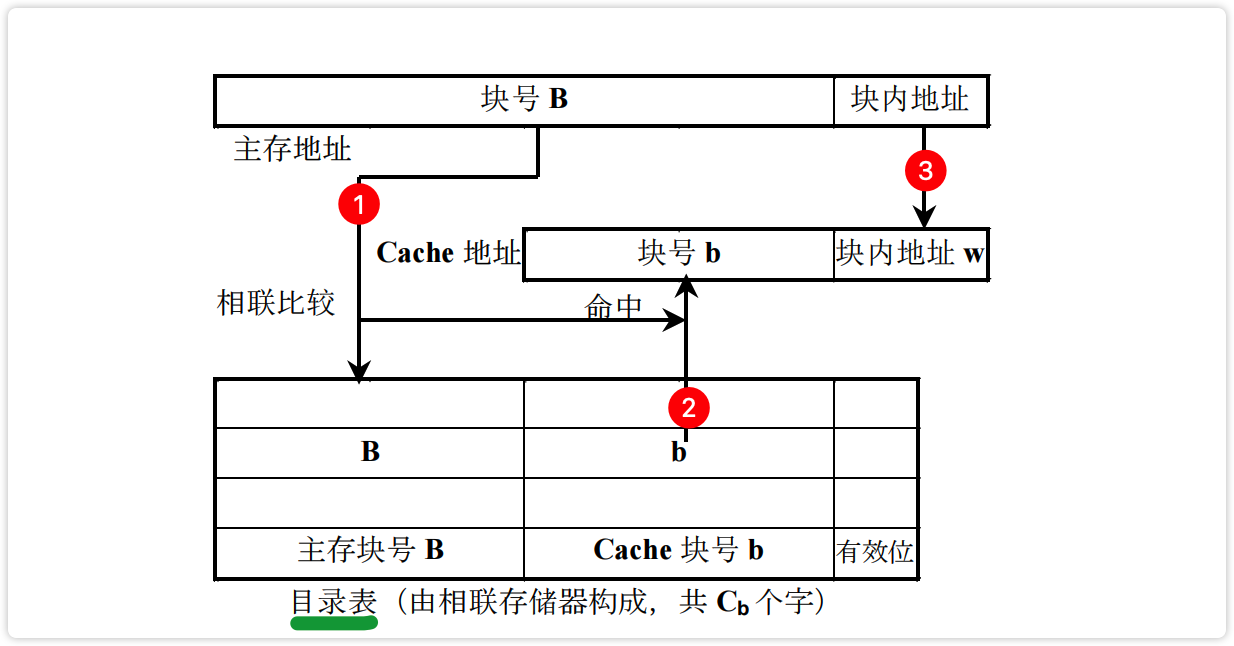 块号 B 块内地址
主存地址
3
1
Cache 地址 块号 b 块内地址 w
相联比较
命中
2
B b
主存块号 B Cache 块号 b 有效位
目录表（由相联存储器构成，共 Cb 个字）